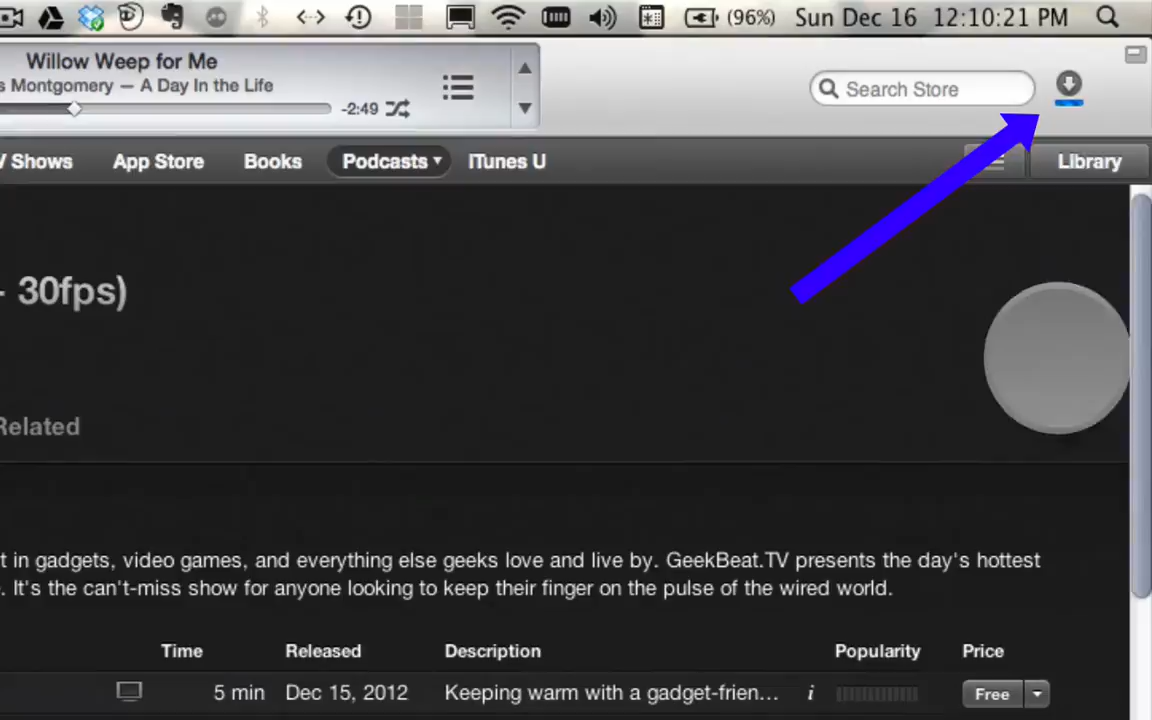 (96%) Sun Dec 16 12:10:21 PM
Willow Weep for Me
s Montgomery — A Day In the Life
-2:49
Search Store
V Shows App Store Books Podcasts iTunes U Library
- 30fps)
Related
t in gadgets, video games, and everything else geeks love and live by. GeekBeat.TV presents the day's hottest
. It's the can't-miss show for anyone looking to keep their finger on the pulse of the wired world.
Time Released Description Popularity Price
5 min Dec 15, 2012 Keeping warm with a gadget-frien... i Free